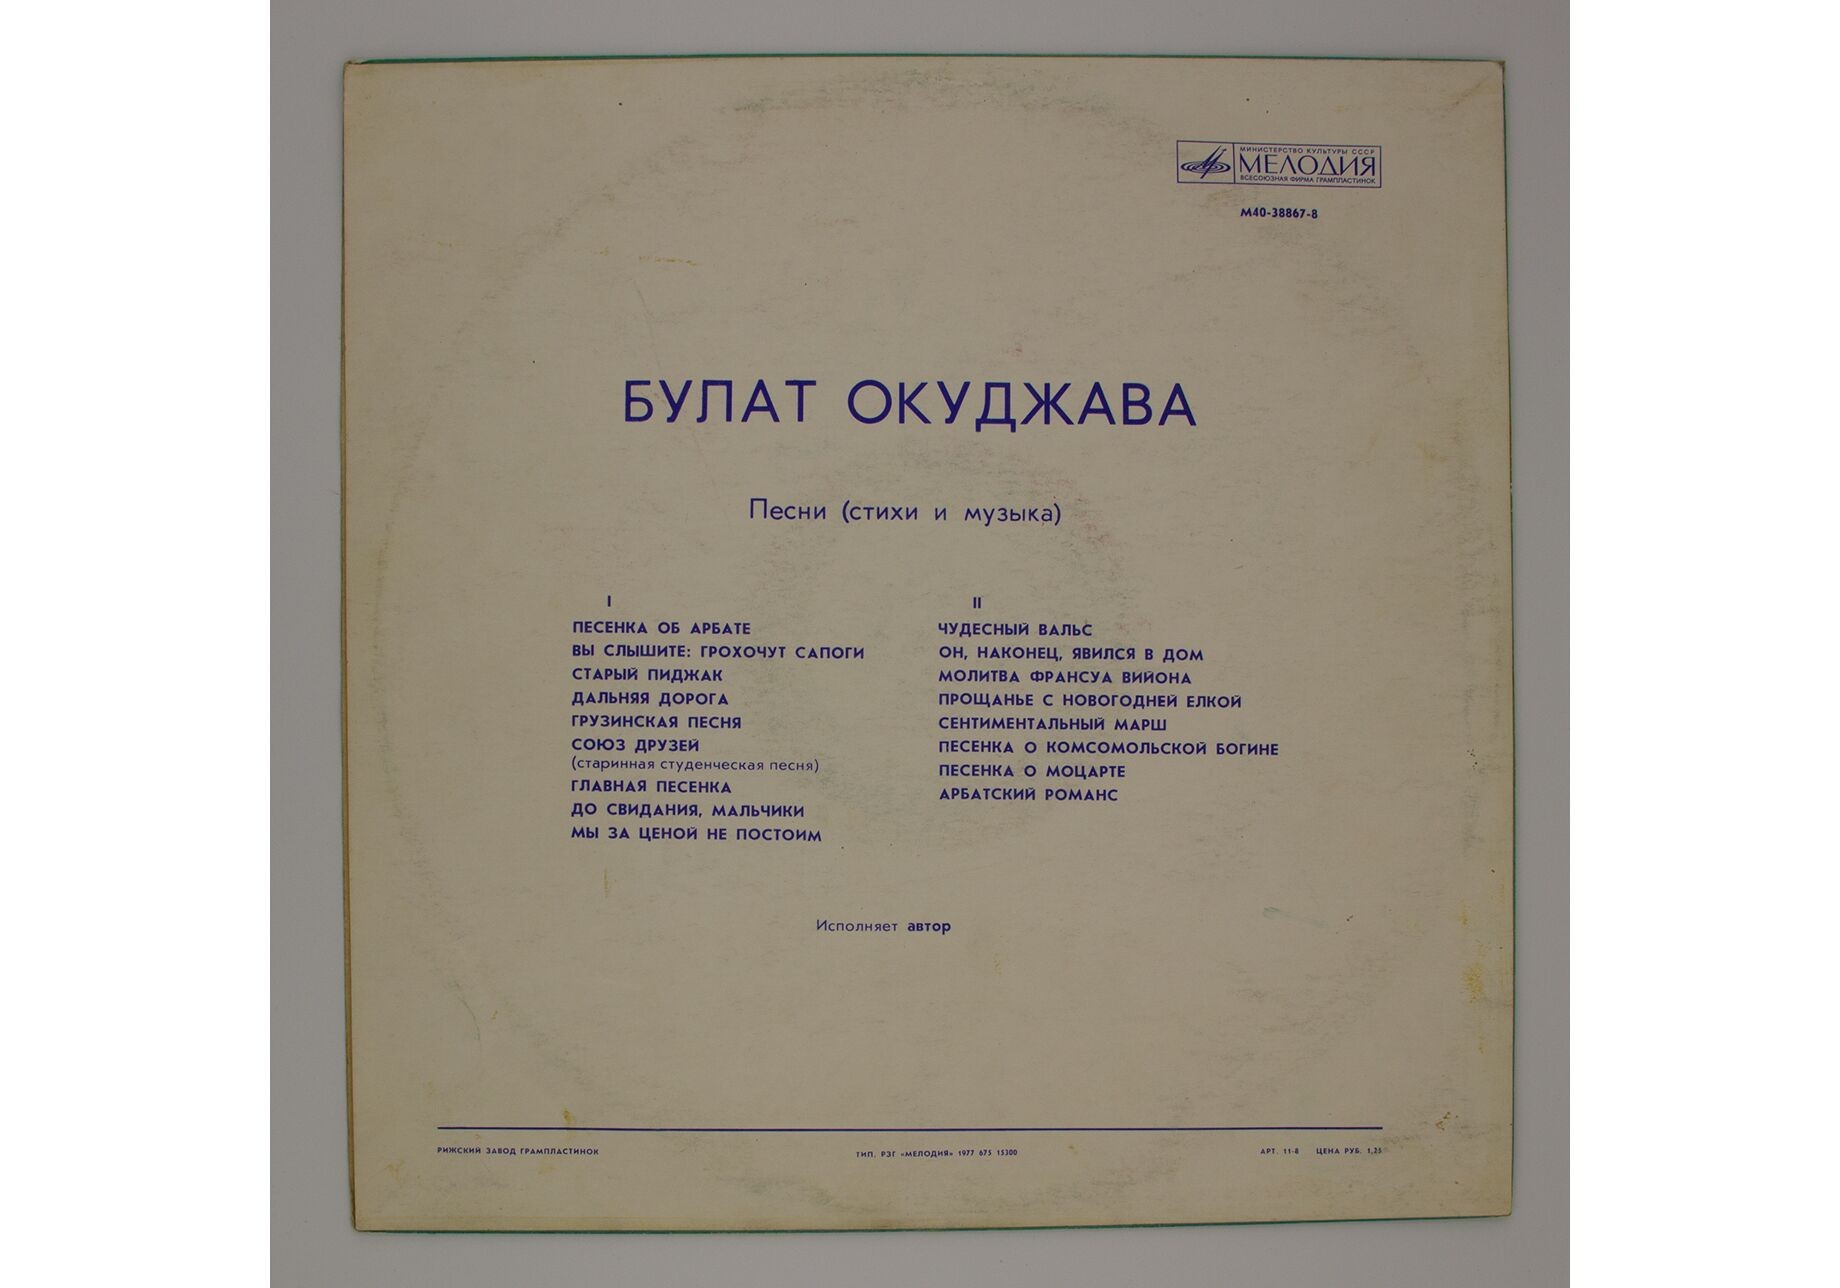 МИНИСТЕРСТВО КУЛЬТУРЫ СССР
МЕЛОДИЯ
ВСЕСОЮЗНАЯ ФИРМА ГРАМПЛАСТИНОК
М40-38867-8
БУЛАТ ОКУДЖАВА
Песни (стихи и музыка)
I
ПЕСЕНКА ОБ АРБАТЕ
ВЫ СЛЫШИТЕ: ГРОХОЧУТ САПОГИ
СТАРЫЙ ПИДЖАК
ДАЛЬНЯЯ ДОРОГА
ГРУЗИНСКАЯ ПЕСНЯ
СОЮЗ ДРУЗЕЙ
(старинная студенческая песня)
ГЛАВНАЯ ПЕСЕНКА
ДО СВИДАНИЯ, МАЛЬЧИКИ
МЫ ЗА ЦЕНОЙ НЕ ПОСТОИМ
II
ЧУДЕСНЫЙ ВАЛЬС
ОН, НАКОНЕЦ, ЯВИЛСЯ В ДОМ
МОЛИТВА ФРАНСУА ВИЙОНА
ПРОЩАНЬЕ С НОВОГОДНЕЙ ЕЛКОЙ
СЕНТИМЕНТАЛЬНЫЙ МАРШ
ПЕСЕНКА О КОМСОМОЛЬСКОЙ БОГИНЕ
ПЕСЕНКА О МОЦАРТЕ
АРБАТСКИЙ РОМАНС
Исполняет автор
РИЖСКИЙ ЗАВОД ГРАМПЛАСТИНОК
ТИП. РЗГ «МЕЛОДИЯ» 1977 675 15300
АРТ. 11-8 ЦЕНА РУБ. 1,25